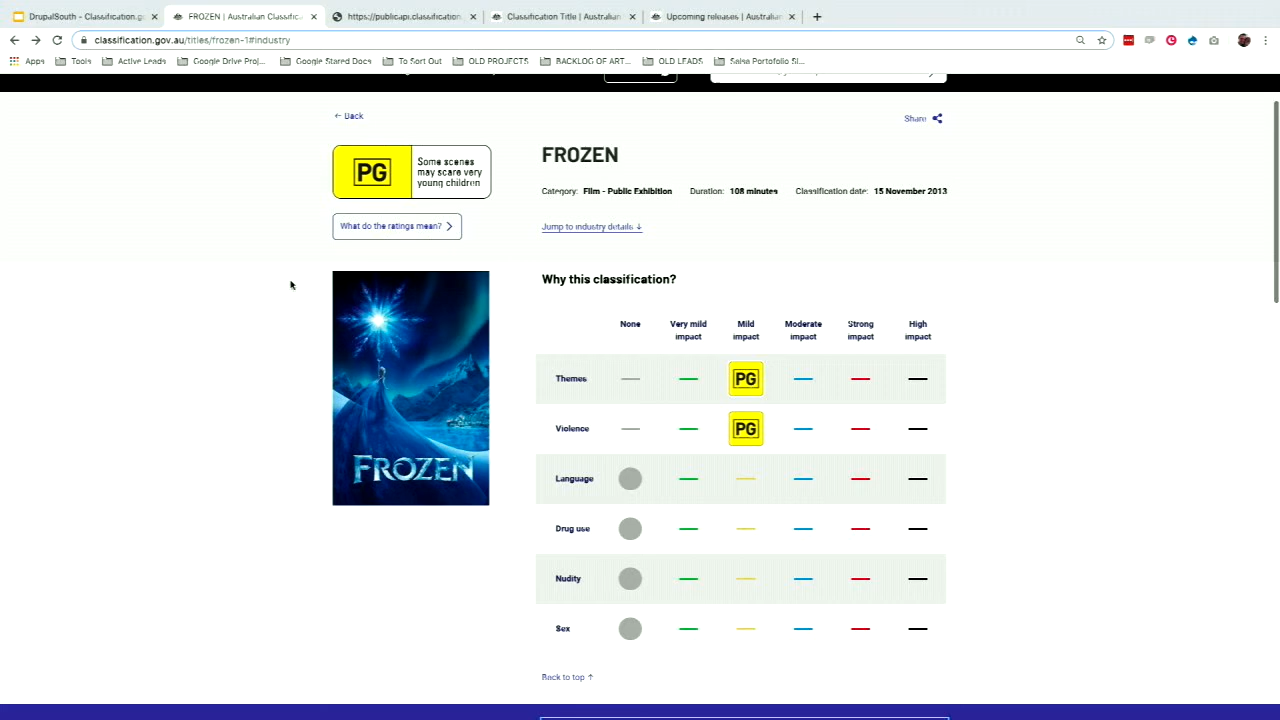 DrupalSouth - Classification.g
FROZEN | Australian Classific
https://publicapi.classification
Classification Title | Australian
Upcoming releases | Australia
classification.gov.au/titles/frozen-1#industry
Apps
Tools
Active Leads
Google Drive Proj...
Google Stared Docs
To Sort Out
OLD PROJECTS
BACKLOG OF ART...
OLD LEADS
Salsa Portofolio Si...
← Back
Share
PG
Some scenes
may scare very
young children
FROZEN
Category: Film - Public Exhibition Duration: 108 minutes Classification date: 15 November 2013
What do the ratings mean?
Jump to industry details ↓
FROZEN
Why this classification?
None
Very mild
impact
Mild
impact
Moderate
impact
Strong
impact
High
impact
Themes
PG
Violence
PG
Language
Drug use
Nudity
Sex
Back to top ↑